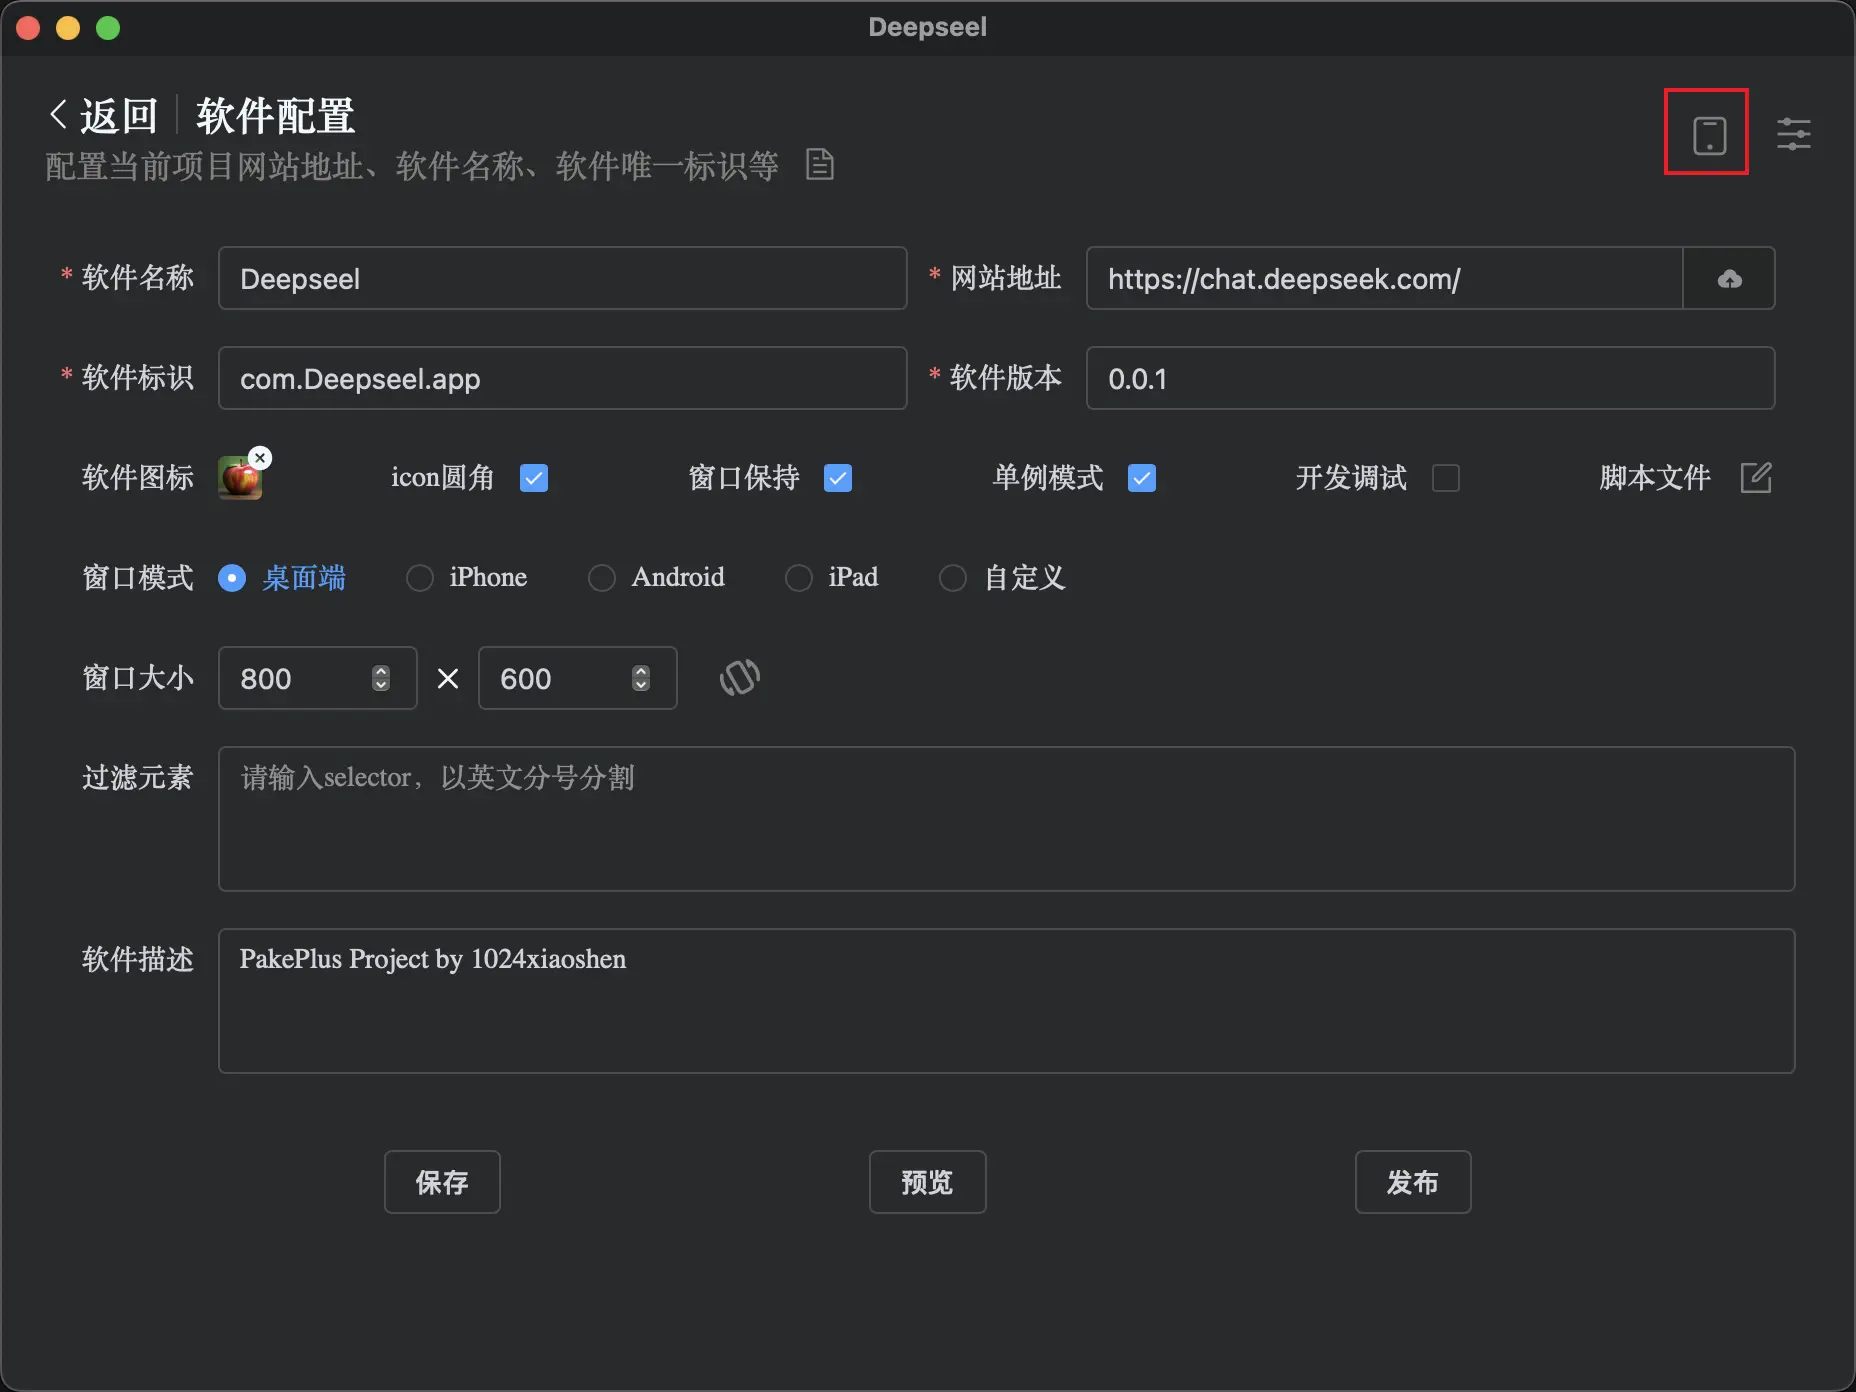 Deepseel
返回 软件配置
配置当前项目网站地址、软件名称、软件唯一标识等
* 软件名称 Deepseel * 网站地址 https://chat.deepseek.com/
* 软件标识 com.Deepseel.app * 软件版本 0.0.1
软件图标 icon圆角 窗口保持 单例模式 开发调试 脚本文件
窗口模式 桌面端 iPhone Android iPad 自定义
窗口大小 800 × 600
过滤元素 请输入selector，以英文分号分割
软件描述 PakePlus Project by 1024xiaoshen
保存 预览 发布